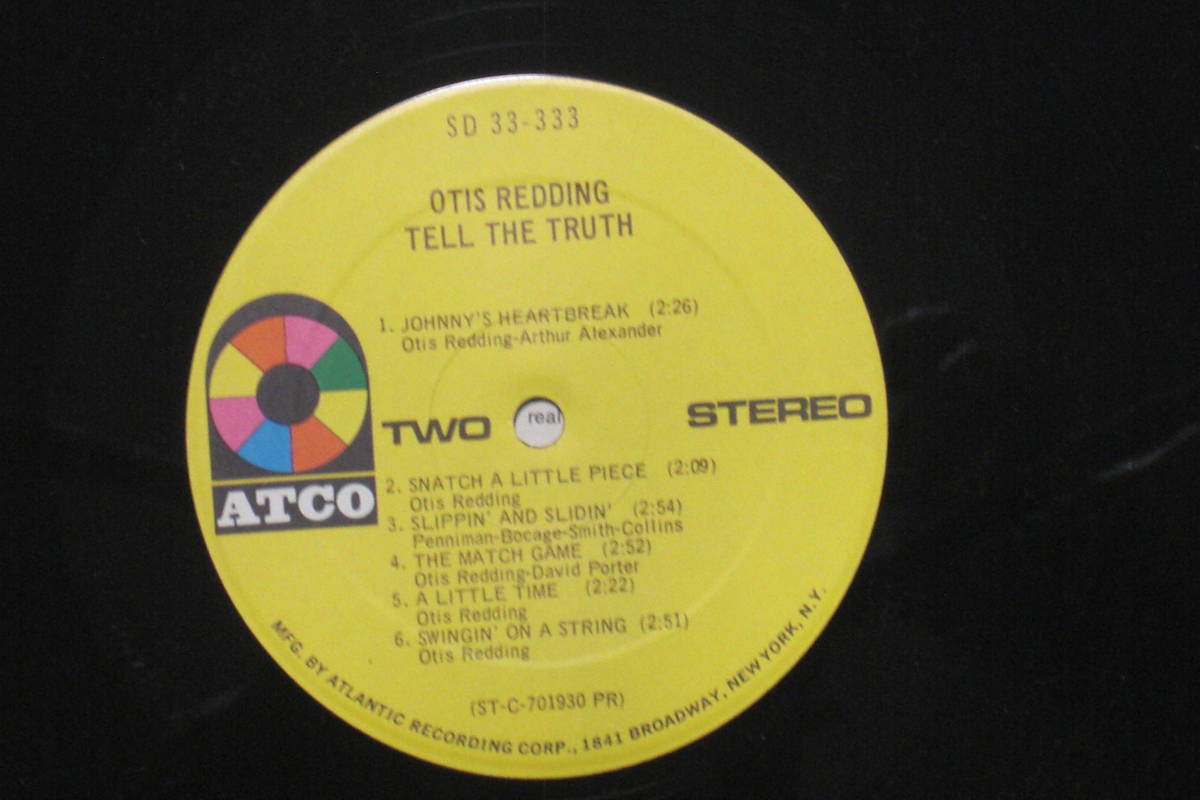 SD 33-333
OTIS REDDING
TELL THE TRUTH
1. JOHNNY'S HEARTBREAK (2:26)
Otis Redding-Arthur Alexander
TWO
real
STEREO
ATCO
2. SNATCH A LITTLE PIECE (2:09)
Otis Redding
3. SLIPPIN' AND SLIDIN' (2:54)
Penniman-Bocage-Smith-Collins
4. THE MATCH GAME (2:52)
Otis Redding-David Porter
5. A LITTLE TIME (2:22)
Otis Redding
6. SWINGIN' ON A STRING (2:51)
Otis Redding
(ST-C-701930 PR)
MFG. BY ATLANTIC RECORDING CORP., 1841 BROADWAY, NEW YORK, N.Y.